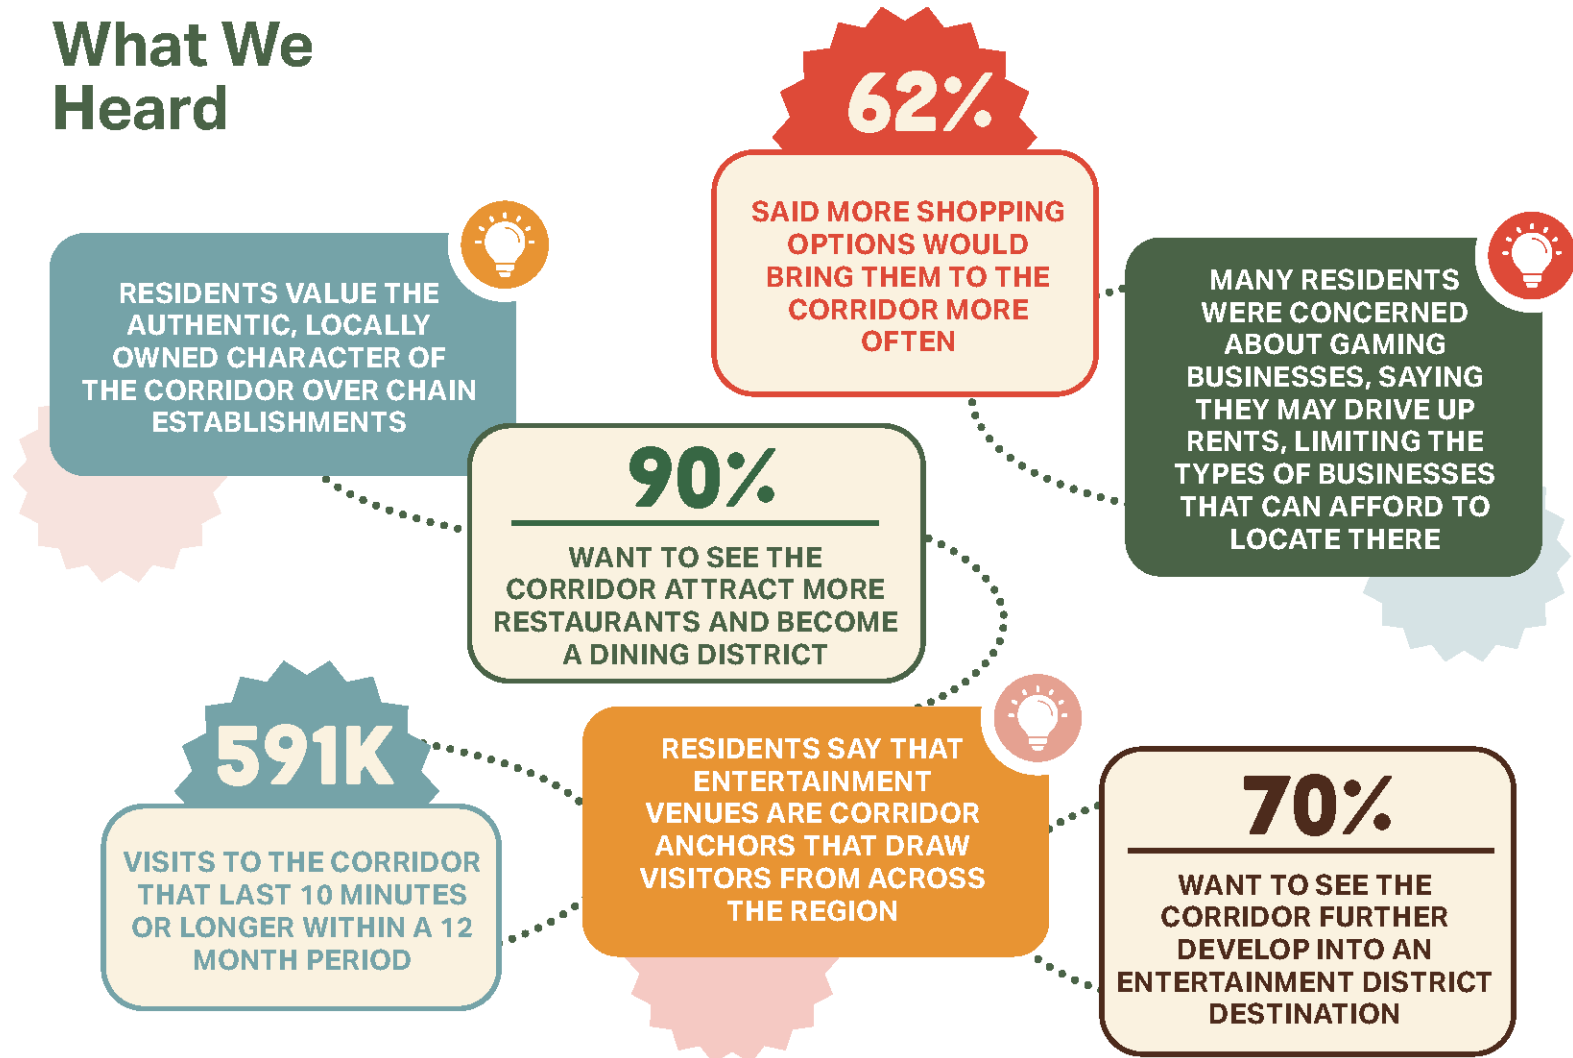 What We
Heard
62%
SAID MORE SHOPPING
OPTIONS WOULD
BRING THEM TO THE
CORRIDOR MORE
OFTEN
RESIDENTS VALUE THE
AUTHENTIC, LOCALLY
OWNED CHARACTER OF
THE CORRIDOR OVER CHAIN
ESTABLISHMENTS
MANY RESIDENTS
WERE CONCERNED
ABOUT GAMING
BUSINESSES, SAYING
THEY MAY DRIVE UP
RENTS, LIMITING THE
TYPES OF BUSINESSES
THAT CAN AFFORD TO
LOCATE THERE
90%
WANT TO SEE THE
CORRIDOR ATTRACT MORE
RESTAURANTS AND BECOME
A DINING DISTRICT
591K
VISITS TO THE CORRIDOR
THAT LAST 10 MINUTES
OR LONGER WITHIN A 12
MONTH PERIOD
RESIDENTS SAY THAT
ENTERTAINMENT
VENUES ARE CORRIDOR
ANCHORS THAT DRAW
VISITORS FROM ACROSS
THE REGION
70%
WANT TO SEE THE
CORRIDOR FURTHER
DEVELOP INTO AN
ENTERTAINMENT DISTRICT
DESTINATION